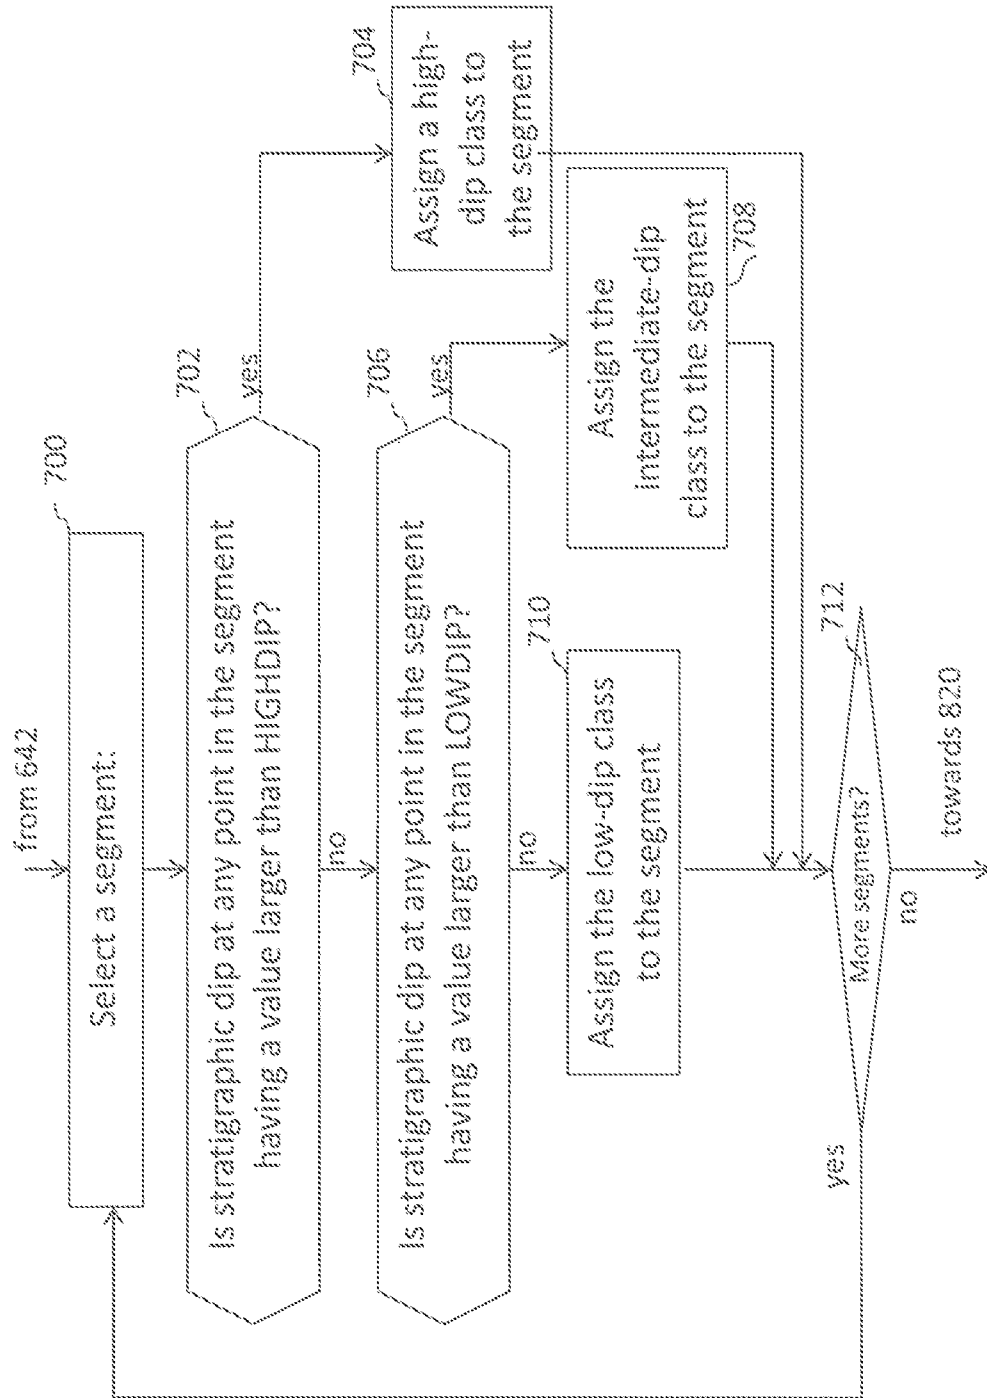 from 642
700
Select a segment:
702
Is stratigraphic dip at any point in the segment
having a value larger than HIGHDIP?
yes
no
704
Assign a high-
dip class to
the segment
706
Is stratigraphic dip at any point in the segment
having a value larger than LOWDIP?
yes
no
Assign the
intermediate-dip
class to the segment
708
710
Assign the low-dip class
to the segment
712
More segments?
yes
no
towards 820